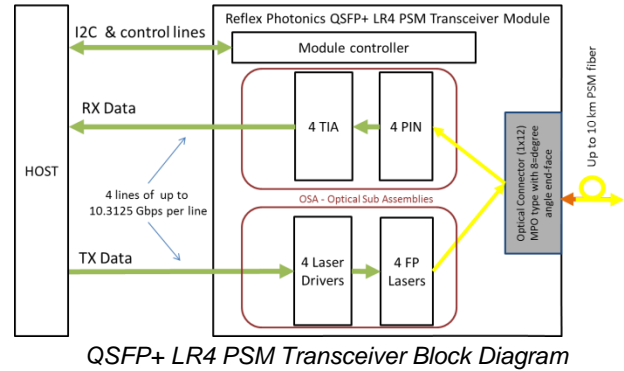 Reflex Photonics QSFP+ LR4 PSM Transceiver Module
I2C & control lines
Module controller
RX Data
4 TIA
4 PIN
HOST
4 lines of up to
10.3125 Gbps per line
OSA - Optical Sub Assemblies
TX Data
4 Laser
Drivers
4 FP
Lasers
Optical Connector (1x12)
MPO type with 8=degree
angle end-face
Up to 10 km PSM fiber
QSFP+ LR4 PSM Transceiver Block Diagram